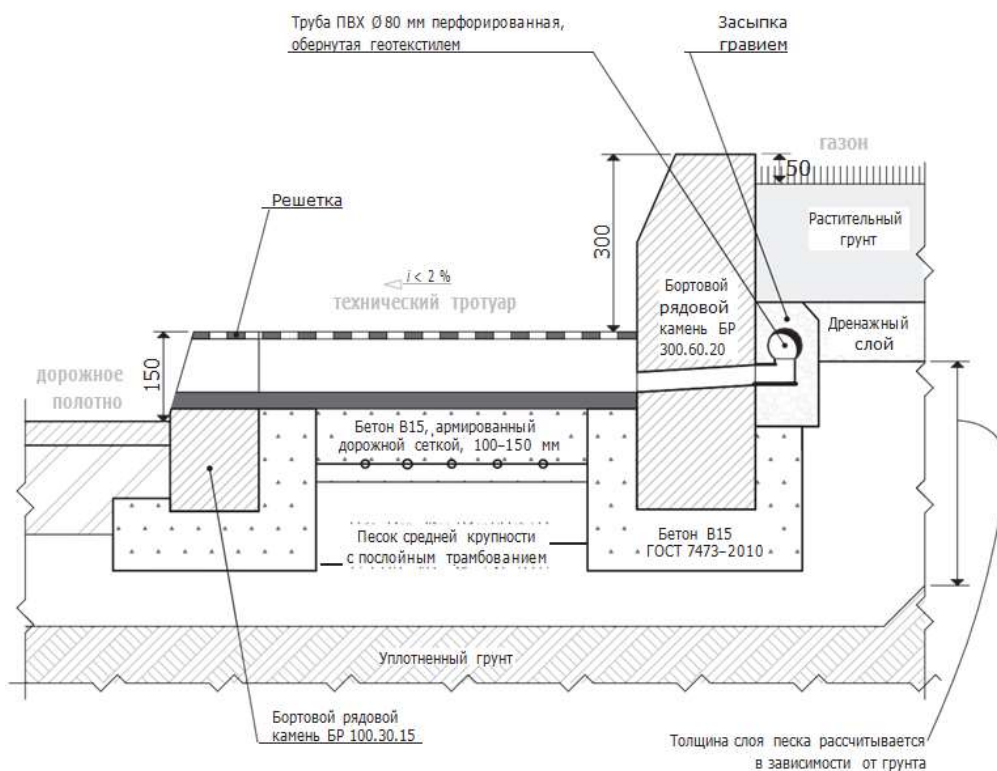 Труба ПВХ Ø 80 мм перфорированная,
обернутая геотекстилем
Засыпка
гравием
газон
50
Решетка
300
Растительный
грунт
i < 2 %
технический тротуар
Бортовой
рядовой
камень БР
300.60.20
Дренажный
слой
дорожное
полотно
150
Бетон В15, армированный
дорожной сеткой, 100–150 мм
Песок средней крупности
с послойным трамбованием
Бетон В15
ГОСТ 7473–2010
Уплотненный грунт
Бортовой рядовой
камень БР 100.30.15
Толщина слоя песка рассчитывается
в зависимости от грунта